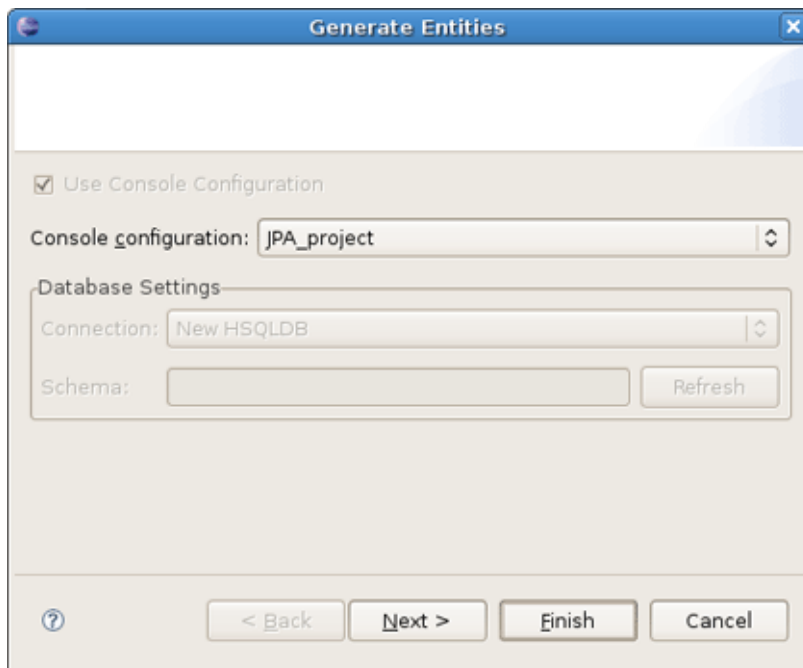 Generate Entities
Use Console Configuration
Console configuration: JPA_project
Database Settings
Connection: New HSQLDB
Schema: Refresh
< Back Next > Finish Cancel